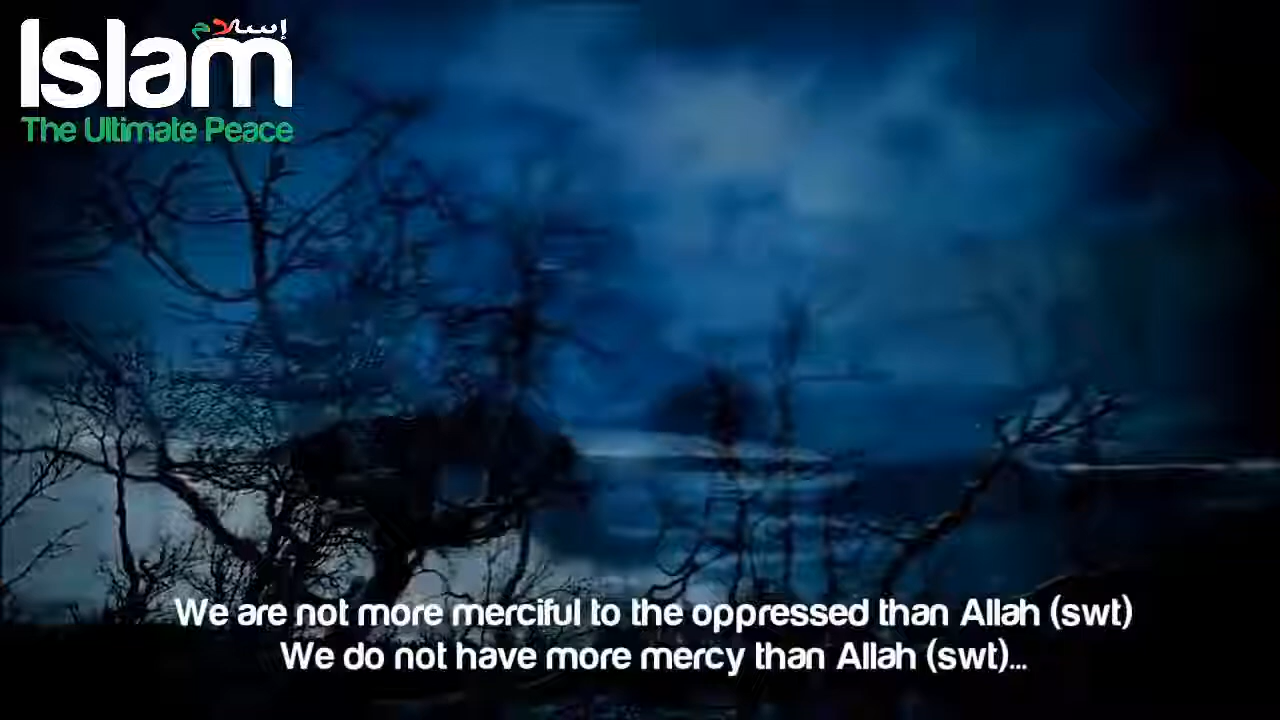 إسلام
Islam
The Ultimate Peace
We are not more merciful to the oppressed than Allah (swt)
We do not have more mercy than Allah (swt)...